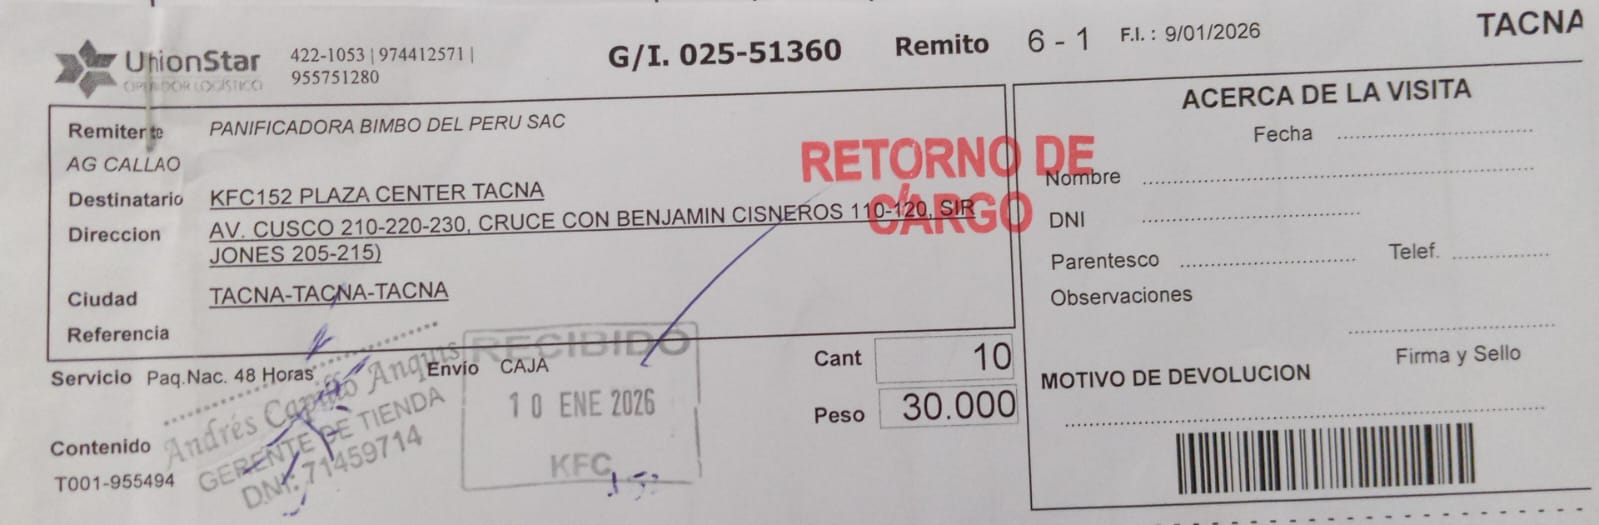 UnionStar
OPERADOR LOGÍSTICO
422-1053 | 974412571 |
955751280
G/I. 025-51360
Remito 6 - 1
F.I. : 9/01/2026
TACNA
Remitente PANIFICADORA BIMBO DEL PERU SAC
AG CALLAO
Destinatario KFC152 PLAZA CENTER TACNA
Direccion AV. CUSCO 210-220-230, CRUCE CON BENJAMIN CISNEROS 110-120, SIR
JONES 205-215)
Ciudad TACNA-TACNA-TACNA
Referencia
RETORNO DE
CARGO
Servicio Paq.Nac. 48 Horas
Envío CAJA
Cant 10
Peso 30.000
Contenido
T001-955494
Andrés
GERENTE DE TIENDA
DNI. 71459714
RECIBIDO
10 ENE 2026
KFC
ACERCA DE LA VISITA
Fecha
Nombre
DNI
Parentesco Telef.
Observaciones
Firma y Sello
MOTIVO DE DEVOLUCION